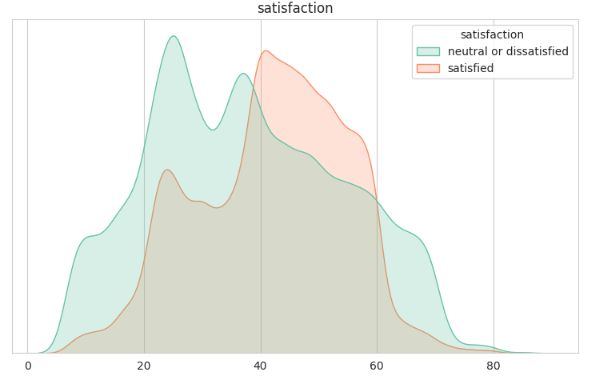 satisfaction
satisfaction
neutral or dissatisfied
satisfied
0 20 40 60 80